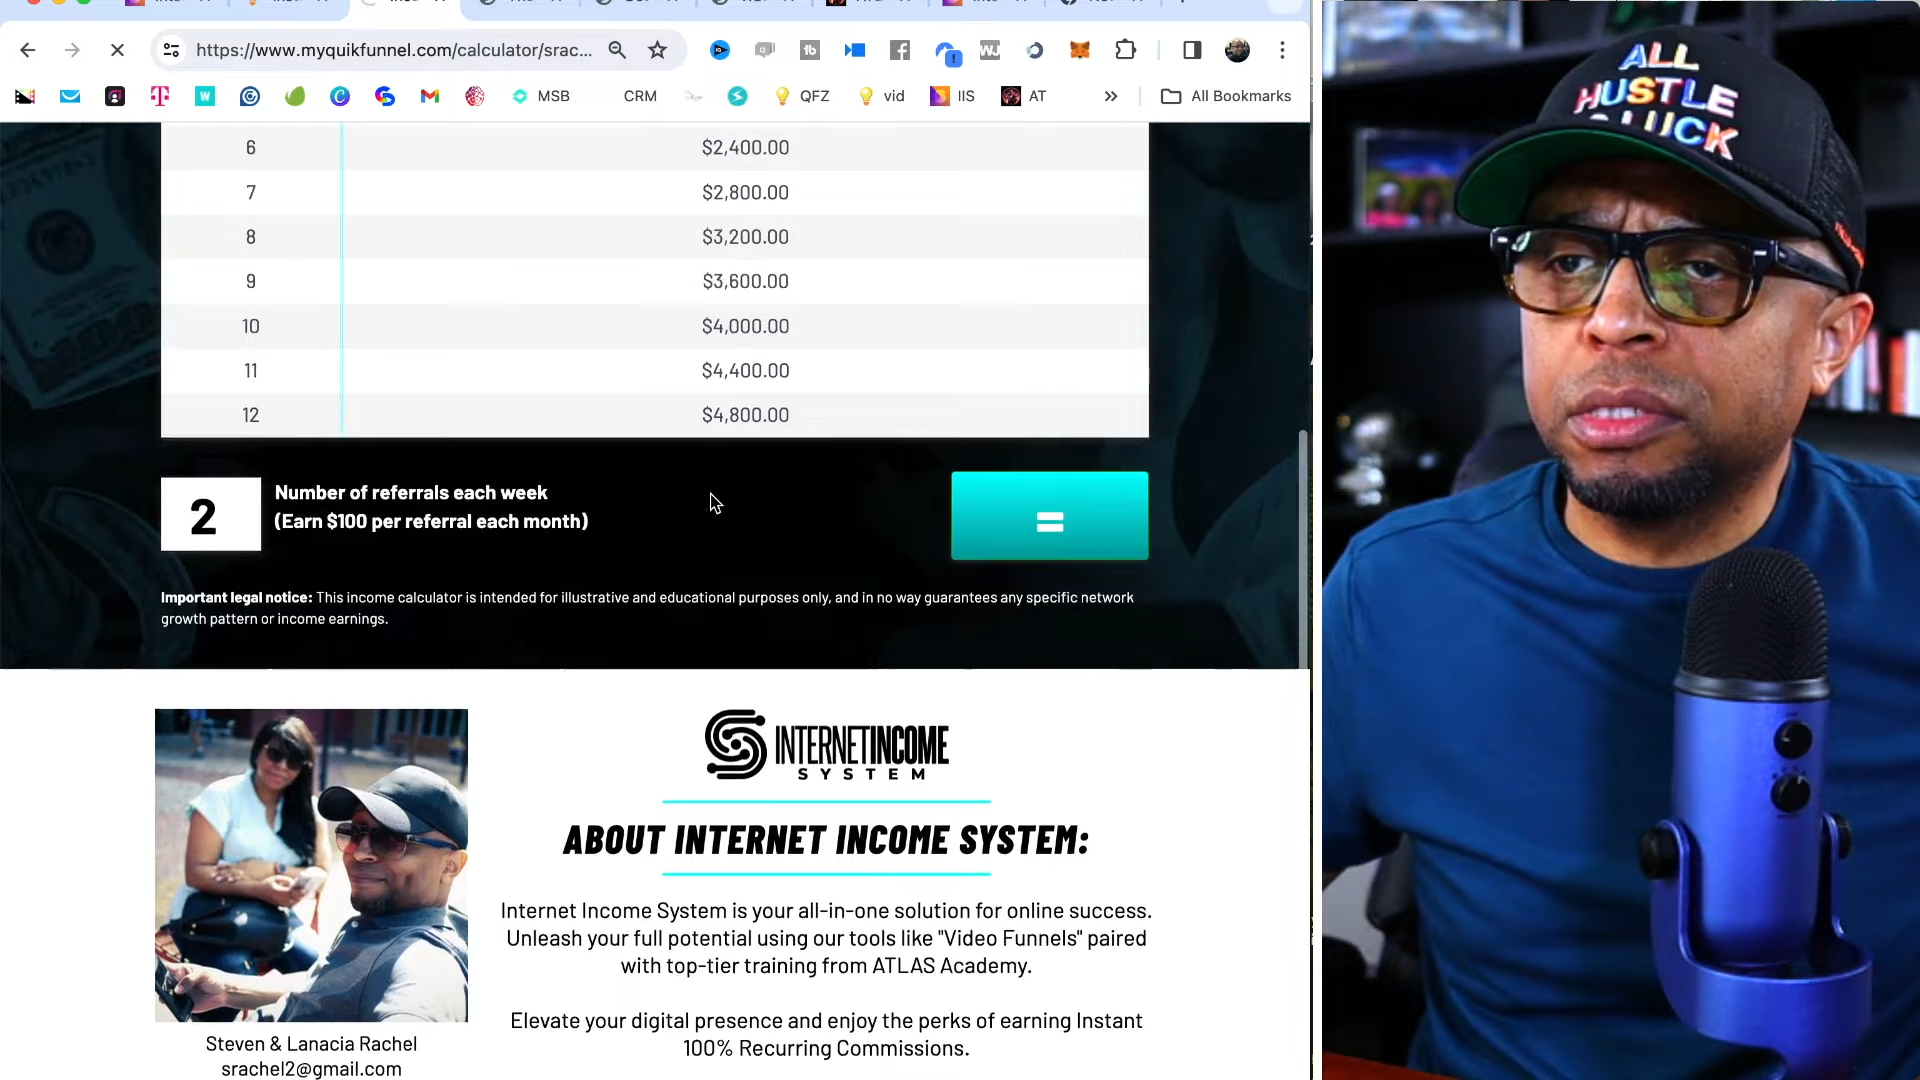 https://www.myquikfunnel.com/calculator/srac...
MSB
CRM
QFZ
vid
IIS
AT
All Bookmarks
6 $2,400.00
7 $2,800.00
8 $3,200.00
9 $3,600.00
10 $4,000.00
11 $4,400.00
12 $4,800.00
2
Number of referrals each week
(Earn $100 per referral each month)
=
Important legal notice: This income calculator is intended for illustrative and educational purposes only, and in no way guarantees any specific network
growth pattern or income earnings.
INTERNETINCOME
SYSTEM
ABOUT INTERNET INCOME SYSTEM:
Internet Income System is your all-in-one solution for online success.
Unleash your full potential using our tools like "Video Funnels" paired
with top-tier training from ATLAS Academy.
Elevate your digital presence and enjoy the perks of earning Instant
100% Recurring Commissions.
Steven & Lanacia Rachel
srachel2@gmail.com
ALL
HUSTLE
LUCK